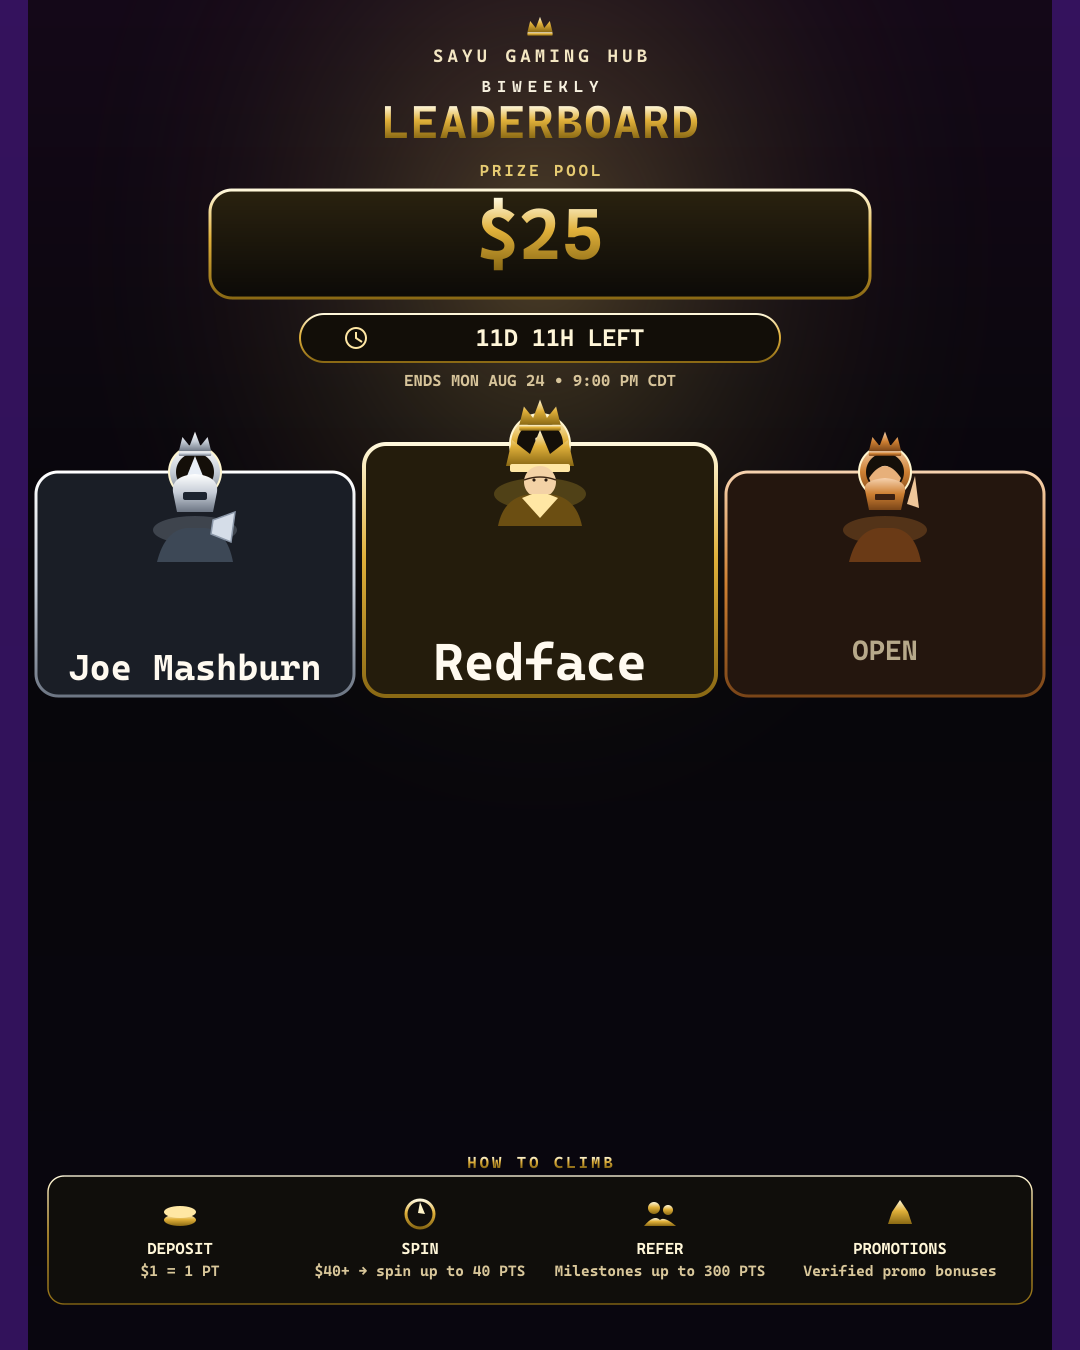 SAYU GAMING HUB
BIWEEKLY
LEADERBOARD
PRIZE POOL
$25
11D 11H LEFT
ENDS MON AUG 24 • 9:00 PM CDT
Joe Mashburn
Redface
OPEN
HOW TO CLIMB
DEPOSIT
$1 = 1 PT
SPIN
$40+ → spin up to 40 PTS
REFER
Milestones up to 300 PTS
PROMOTIONS
Verified promo bonuses